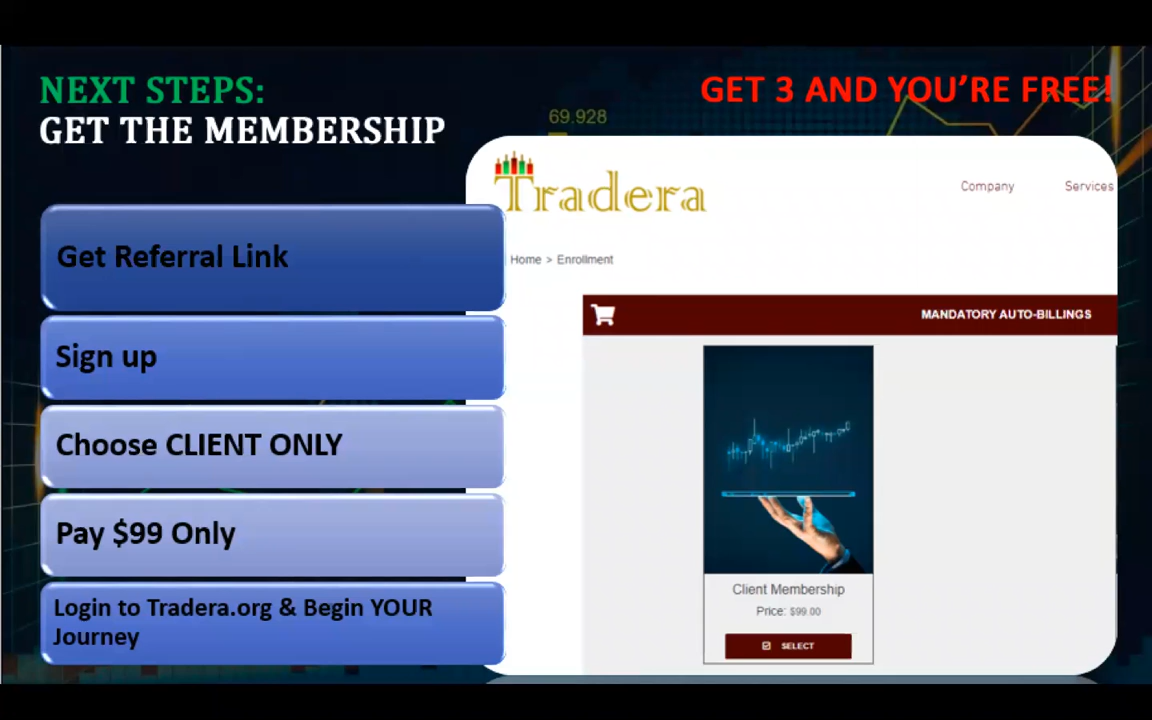 NEXT STEPS:
GET THE MEMBERSHIP
GET 3 AND YOU'RE FREE!
69.928
Get Referral Link
Sign up
Choose CLIENT ONLY
Pay $99 Only
Login to Tradera.org & Begin YOUR
Journey
Tradera
Company Services
Home > Enrollment
MANDATORY AUTO-BILLINGS
Client Membership
Price: $99.00
SELECT